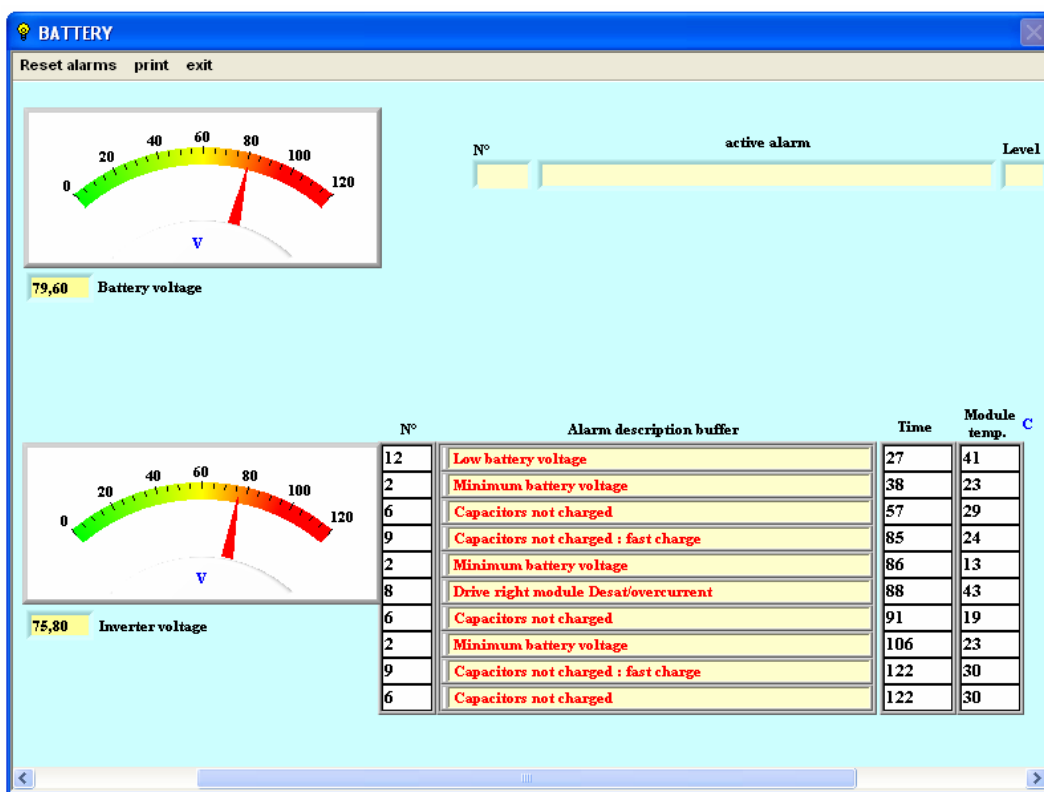 BATTERY
Reset alarms print exit
0 20 40 60 80 100 120
V
79,60 Battery voltage
N° active alarm Level
0 20 40 60 80 100 120
V
75,80 Inverter voltage
N° Alarm description buffer Time Module temp. C
12 Low battery voltage 27 41
2 Minimum battery voltage 38 23
6 Capacitors not charged 57 29
9 Capacitors not charged : fast charge 85 24
2 Minimum battery voltage 86 13
8 Drive right module Desat/overcurrent 88 43
6 Capacitors not charged 91 19
2 Minimum battery voltage 106 23
9 Capacitors not charged : fast charge 122 30
6 Capacitors not charged 122 30